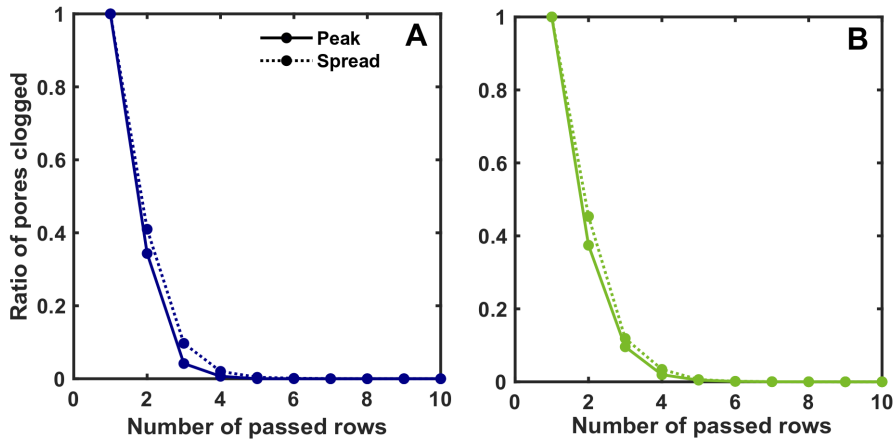 A
Peak
Spread
Ratio of pores clogged
1
0.8
0.6
0.4
0.2
0
0 2 4 6 8 10
Number of passed rows
B
1
0.8
0.6
0.4
0.2
0
0 2 4 6 8 10
Number of passed rows